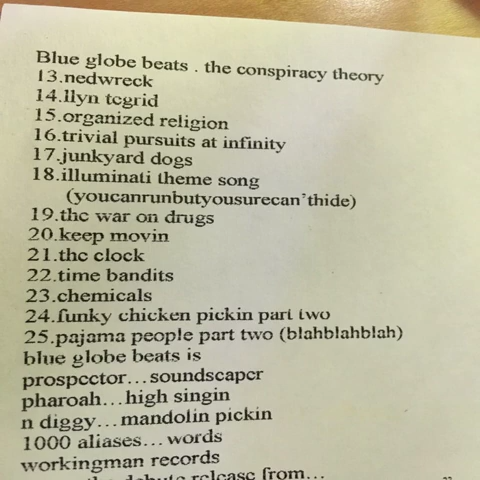 Blue globe beats . the conspiracy theory
13.nedwreck
14.llyn tegrid
15.organized religion
16.trivial pursuits at infinity
17.junkyard dogs
18.illuminati theme song
(youcanrunbutyousurecan'thide)
19.the war on drugs
20.keep movin
21.the clock
22.time bandits
23.chemicals
24.funky chicken pickin part two
25.pajama people part two (blahblahblah)
blue globe beats is
prospector...soundscaper
pharoah...high singin
n diggy...mandolin pickin
1000 aliases...words
workingman records
the debute release from...